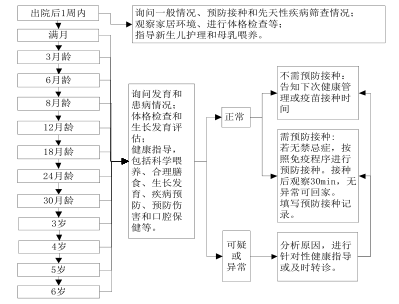 出院后1周内
询问一般情况、预防接种和先天性疾病筛查情况；
观察家居环境、进行体格检查等；
指导新生儿护理和母乳喂养。
满月
3月龄
6月龄
8月龄
12月龄
18月龄
24月龄
30月龄
3岁
4岁
5岁
6岁
询问发育和
患病情况；
体格检查和
生长发育评
估；
健康指导，
包括科学喂
养、合理膳
食、生长发
育、疾病预
防、预防伤
害和口腔保
健等。
正常
可疑
或
异常
不需预防接种：
告知下次健康管
理或疫苗接种时
间
需预防接种：
若无禁忌症，按
照免疫程序进行
预防接种，接种
后观察30min，无
异常可回家。
填写预防接种记
录。
分析原因，进行
针对性健康指导
或及时转诊。